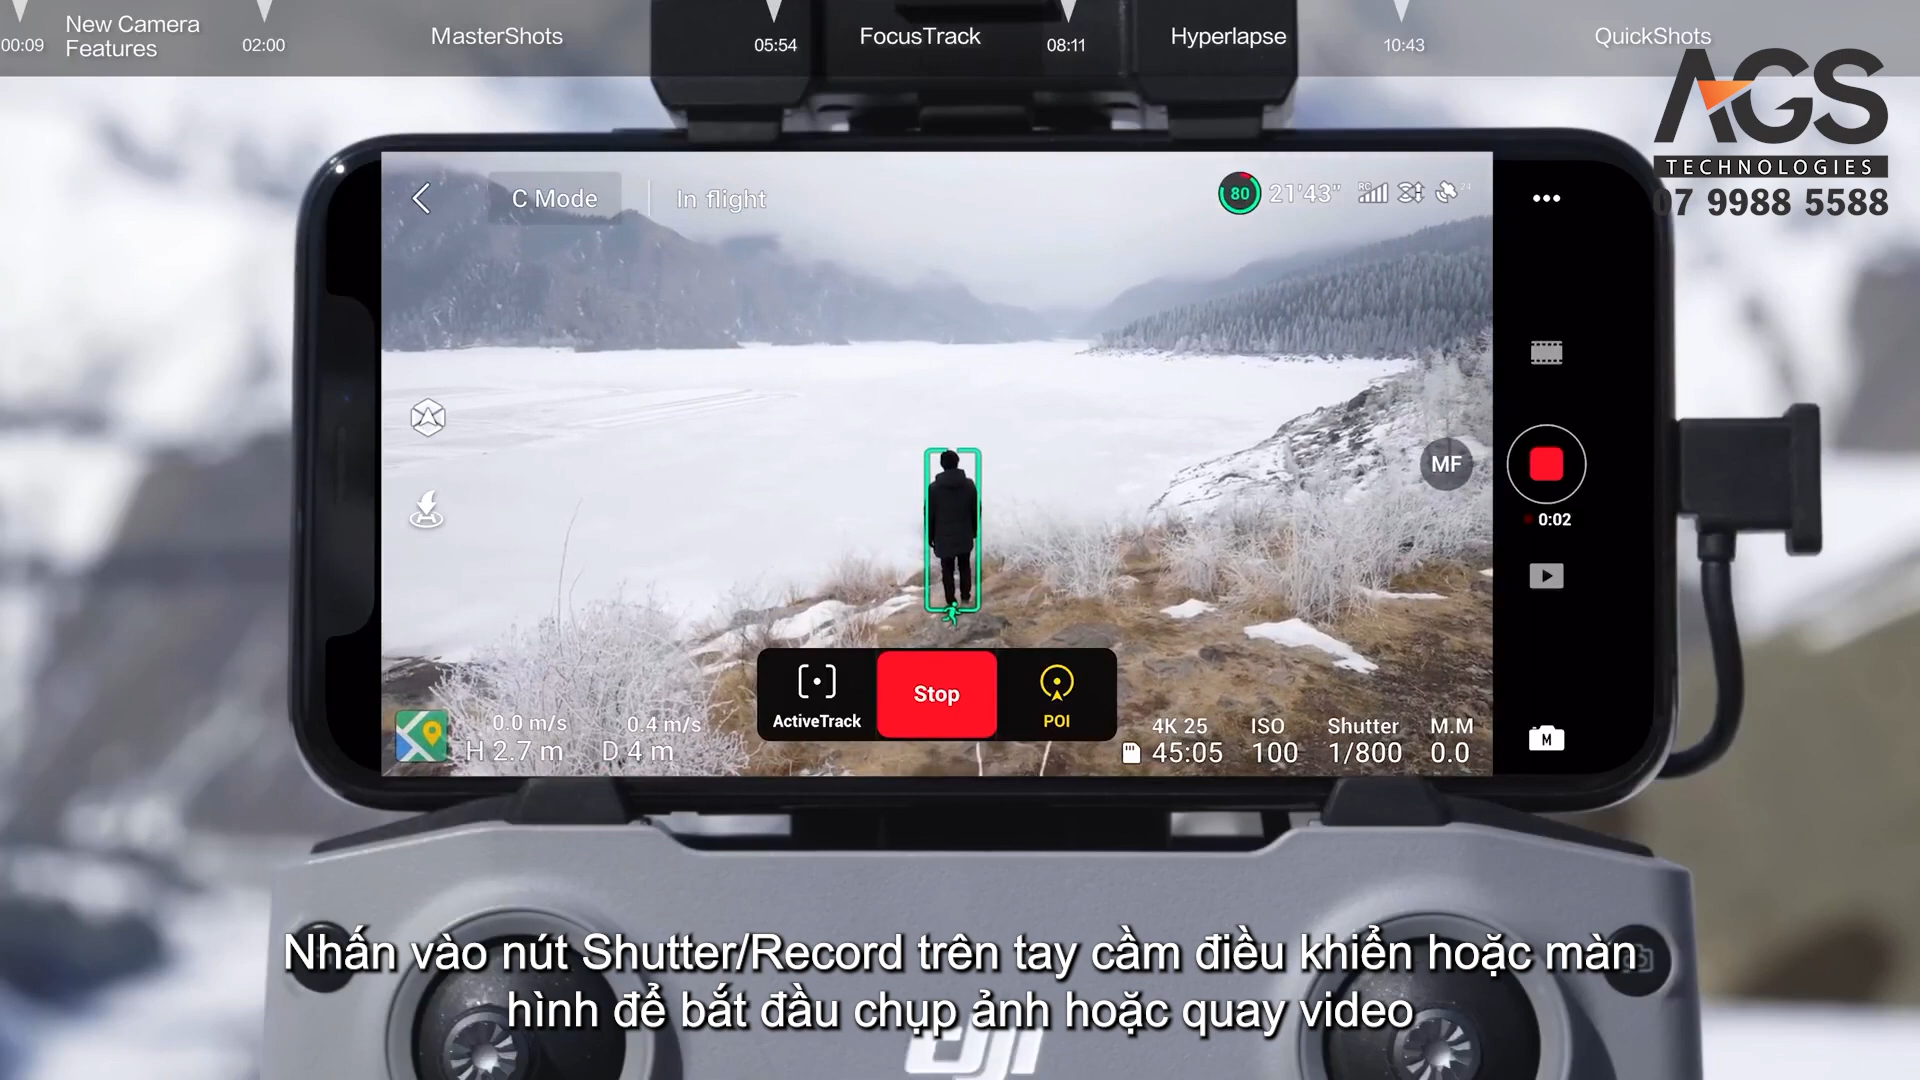 New Camera
Features
00:09
02:00
MasterShots
05:54
FocusTrack
08:11
Hyperlapse
10:43
QuickShots
AGS
TECHNOLOGIES
07 9988 5588
C Mode
In flight
80
21'43"
RC
24
MF
0:02
ActiveTrack
Stop
POI
0.0 m/s
0.4 m/s
H 2.7 m
D 4 m
4K 25
ISO
Shutter
M.M
45:05
100
1/800
0.0
M
Nhấn vào nút Shutter/Record trên tay cầm điều khiển hoặc màn
hình để bắt đầu chụp ảnh hoặc quay video
dji